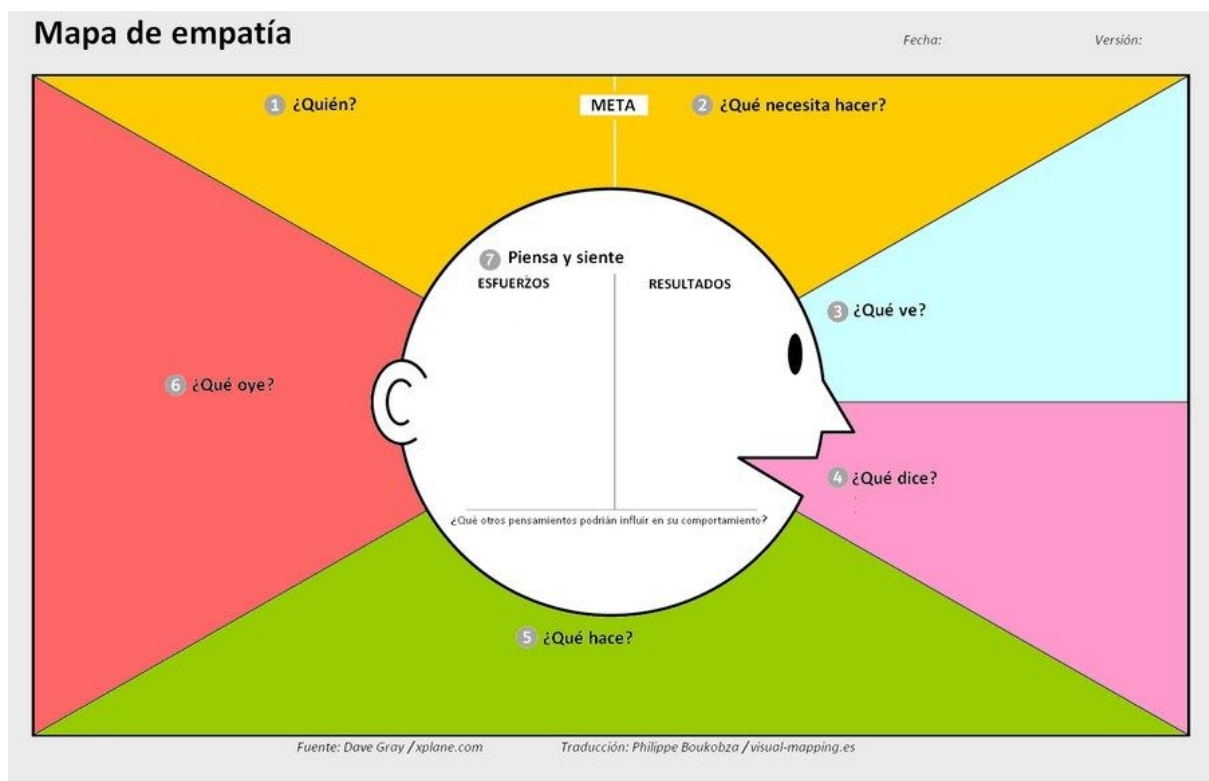 Mapa de empatía
Fecha: Versión:
1 ¿Quién?
META
2 ¿Qué necesita hacer?
7 Piensa y siente
ESFUERZOS RESULTADOS
3 ¿Qué ve?
6 ¿Qué oye?
4 ¿Qué dice?
¿Qué otros pensamientos podrián influir en su comportamiento?
5 ¿Qué hace?
Fuente: Dave Gray / xplane.com Traducción: Philippe Boukobza / visual-mapping.es